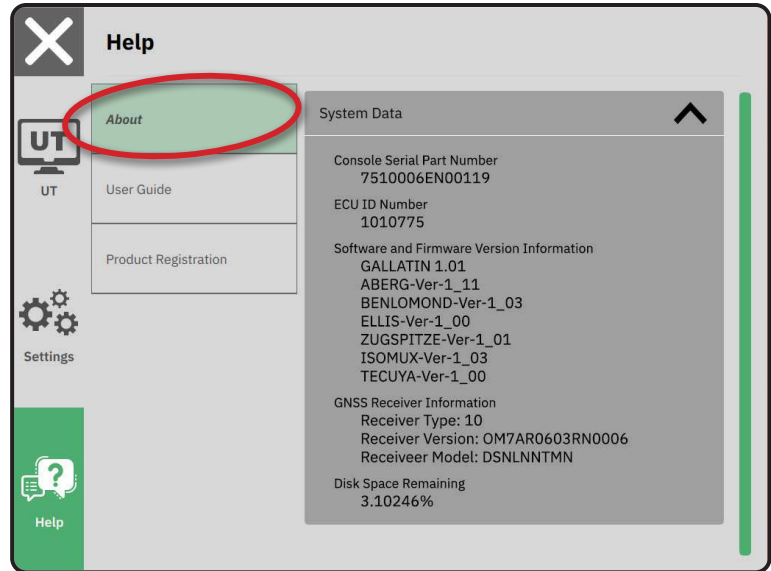 Help
UT
UT
Settings
?
Help
About
User Guide
Product Registration
System Data
Console Serial Part Number
7510006EN00119
ECU ID Number
1010775
Software and Firmware Version Information
GALLATIN 1.01
ABERG-Ver-1_11
BENLOMOND-Ver-1_03
ELLIS-Ver-1_00
ZUGSPITZE-Ver-1_01
ISOMUX-Ver-1_03
TECUYA-Ver-1_00
GNSS Receiver Information
Receiver Type: 10
Receiver Version: OM7AR0603RN0006
Receiveer Model: DSNLNNTMN
Disk Space Remaining
3.10246%